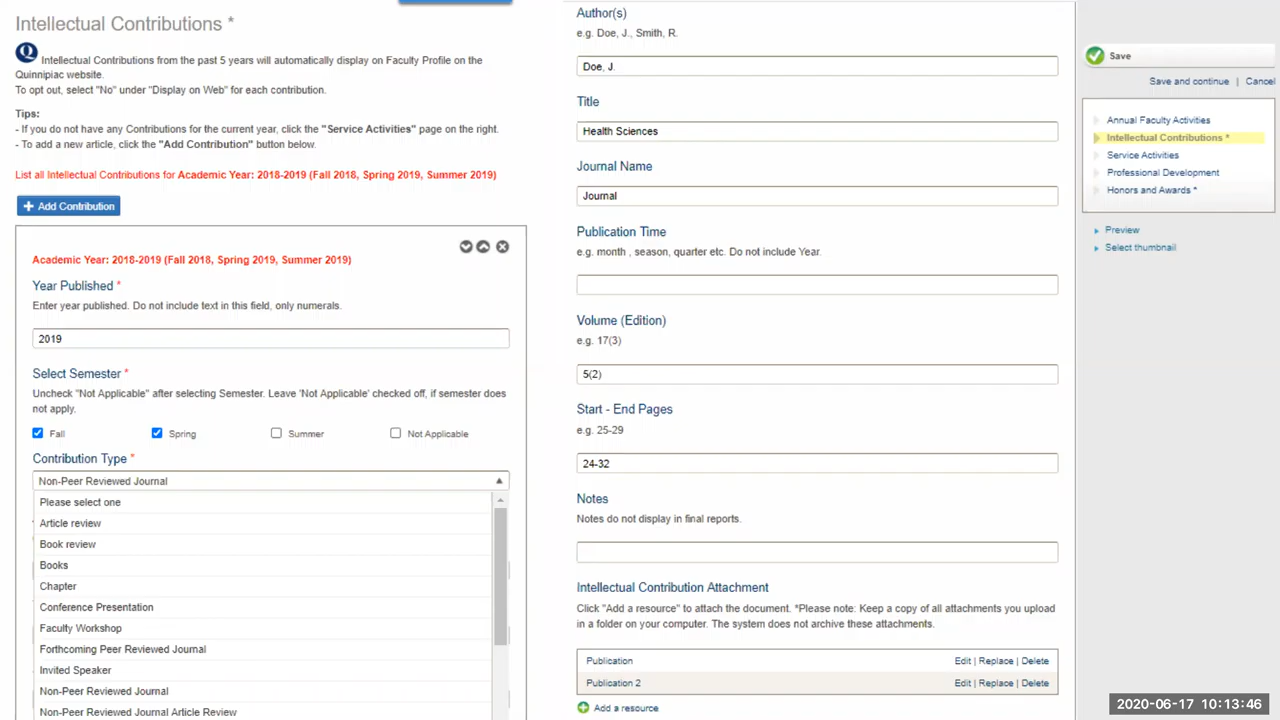 Intellectual Contributions *
Q Intellectual Contributions from the past 5 years will automatically display on Faculty Profile on the
Quinnipiac website.
To opt out, select "No" under "Display on Web" for each contribution.
Tips:
- If you do not have any Contributions for the current year, click the "Service Activities" page on the right.
- To add a new article, click the "Add Contribution" button below.
List all Intellectual Contributions for Academic Year: 2018-2019 (Fall 2018, Spring 2019, Summer 2019)
Add Contribution
Academic Year: 2018-2019 (Fall 2018, Spring 2019, Summer 2019)
Year Published *
Enter year published. Do not include text in this field, only numerals.
2019
Select Semester *
Uncheck "Not Applicable" after selecting Semester. Leave 'Not Applicable' checked off, if semester does
not apply.
Fall Spring Summer Not Applicable
Contribution Type *
Non-Peer Reviewed Journal
Please select one
Article review
Book review
Books
Chapter
Conference Presentation
Faculty Workshop
Forthcoming Peer Reviewed Journal
Invited Speaker
Non-Peer Reviewed Journal
Non-Peer Reviewed Journal Article Review
Author(s)
e.g. Doe, J., Smith, R.
Doe, J.
Title
Health Sciences
Journal Name
Journal
Publication Time
e.g. month , season, quarter etc. Do not include Year.
Volume (Edition)
e.g. 17(3)
5(2)
Start - End Pages
e.g. 25-29
24-32
Notes
Notes do not display in final reports.
Intellectual Contribution Attachment
Click "Add a resource" to attach the document. *Please note: Keep a copy of all attachments you upload
in a folder on your computer. The system does not archive these attachments.
Publication Edit | Replace | Delete
Publication 2 Edit | Replace | Delete
Add a resource
Save
Save and continue | Cancel
Annual Faculty Activities
Intellectual Contributions *
Service Activities
Professional Development
Honors and Awards *
Preview
Select thumbnail
2020-06-17 10:13:46